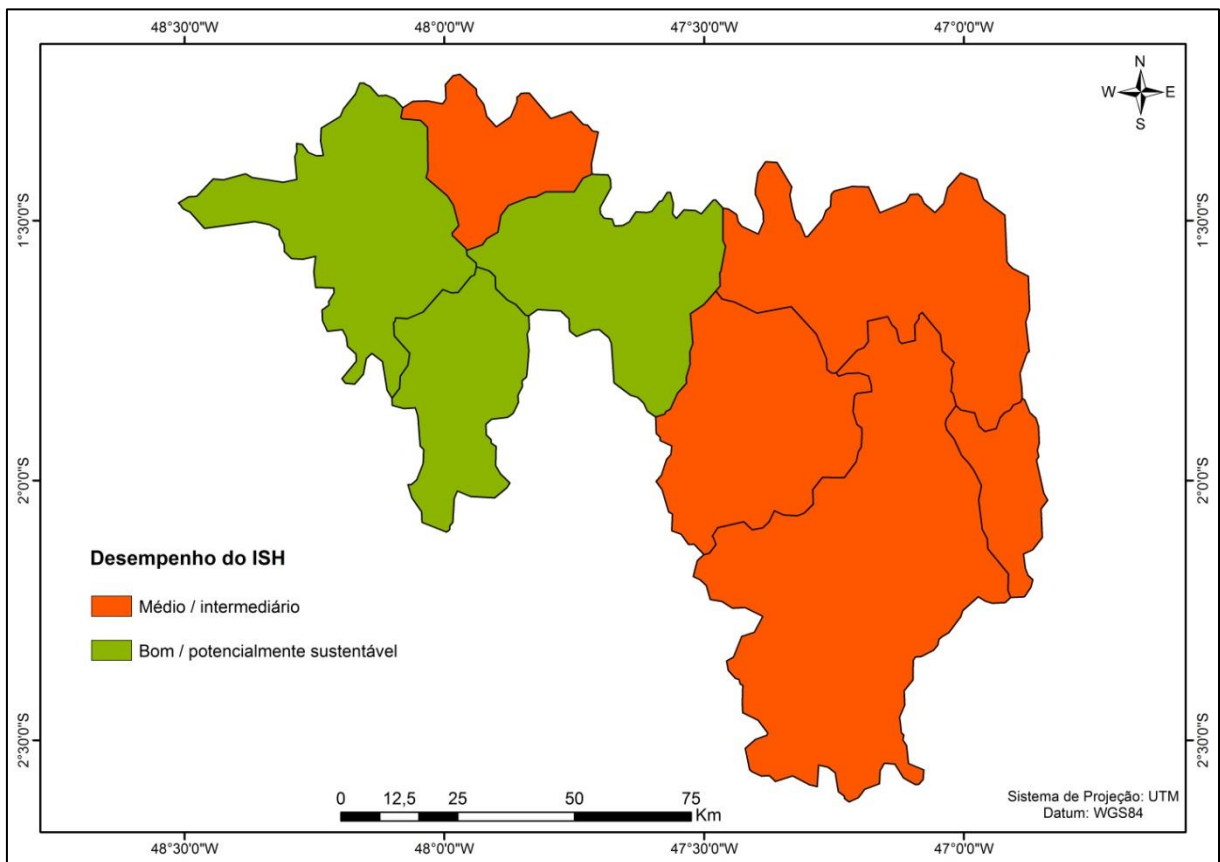 48°30'0"W 48°0'0"W 47°30'0"W 47°0'0"W
N
W E
S
1°30'0"S 1°30'0"S
2°0'0"S 2°0'0"S
Desempenho do ISH
Médio / intermediário
Bom / potencialmente sustentável
2°30'0"S 2°30'0"S
0 12,5 25 50 75
Km
Sistema de Projeção: UTM
Datum: WGS84
48°30'0"W 48°0'0"W 47°30'0"W 47°0'0"W